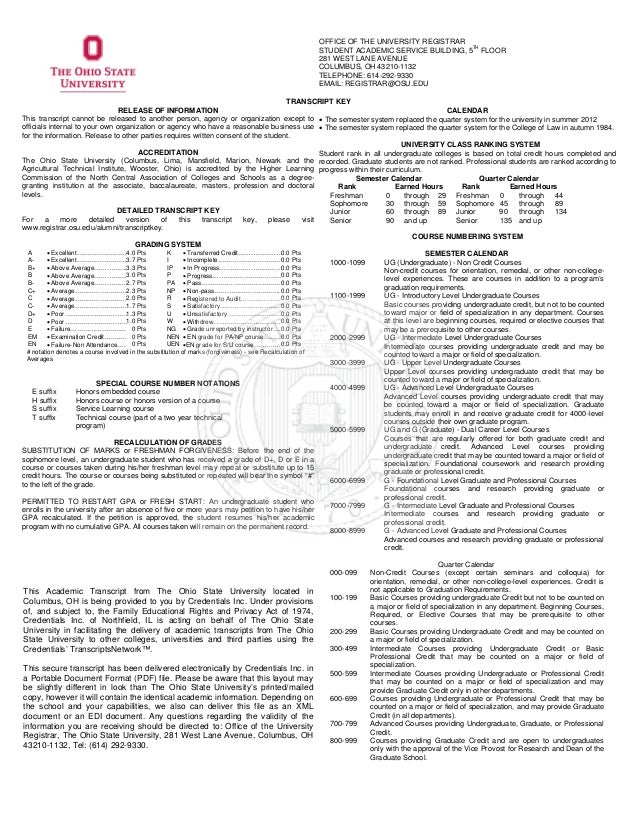 THE OHIO STATE
UNIVERSITY
OFFICE OF THE UNIVERSITY REGISTRAR
STUDENT ACADEMIC SERVICE BUILDING, 5TH FLOOR
281 WEST LANE AVENUE
COLUMBUS, OH 43210-1132
TELEPHONE: 614-292-9330
EMAIL: REGISTRAR@OSU.EDU
TRANSCRIPT KEY
RELEASE OF INFORMATION
This transcript cannot be released to another person, agency or organization except to
officials internal to your own organization or agency who have a reasonable business use
for the information. Release to other parties requires written consent of the student.
ACCREDITATION
The Ohio State University (Columbus, Lima, Mansfield, Marion, Newark and the
Agricultural Technical Institute, Wooster, Ohio) is accredited by the Higher Learning
Commission of the North Central Association of Colleges and Schools as a degree-
granting institution at the associate, baccalaureate, masters, profession and doctoral
levels.
DETAILED TRANSCRIPT KEY
For a more detailed version of this transcript key, please visit
www.registrar.osu.edu/alumni/transcriptkey.
GRADING SYSTEM
A • Excellent........................4.0 Pts K • Transferred Credit.....................0.0 Pts
A- • Excellent........................3.7 Pts I • Incomplete...............................0.0 Pts
B+ • Above Average...............3.3 Pts IP • In Progress..............................0.0 Pts
B • Above Average...............3.0 Pts P • Progress..................................0.0 Pts
B- • Above Average...............2.7 Pts PA • Pass........................................0.0 Pts
C+ • Average.........................2.3 Pts NP • Non-pass.................................0.0 Pts
C • Average.........................2.0 Pts R • Registered to Audit...................0.0 Pts
C- • Average.........................1.7 Pts S • Satisfactory..............................0.0 Pts
D+ • Poor..............................1.3 Pts U • Unsatisfactory..........................0.0 Pts
D • Poor..............................1.0 Pts W • Withdrew.................................0.0 Pts
E • Failure........................... 0 Pts NG • Grade unreported by instructor....0.0 Pts
EM • Examination Credit.......... 0 Pts NEN • EN grade for PA/NP course.......0.0 Pts
EN • Failure-Non Attendance..... 0 Pts UEN • EN grade for S/U course............0.0 Pts
# notation denotes a course involved in the substitution of marks (forgiveness) - see Recalculation of
Averages
SPECIAL COURSE NUMBER NOTATIONS
E suffix Honors embedded course
H suffix Honors course or honors version of a course
S suffix Service Learning course
T suffix Technical course (part of a two year technical
program)
RECALCULATION OF GRADES
SUBSTITUTION OF MARKS or FRESHMAN FORGIVENESS: Before the end of the
sophomore level, an undergraduate student who has received a grade of D+, D or E in a
course or courses taken during his/her freshman level may repeat or substitute up to 15
credit hours. The course or courses being substituted or repeated will bear the symbol "#"
to the left of the grade.
PERMITTED TO RESTART GPA or FRESH START: An undergraduate student who
enrolls in the university after an absence of five or more years may petition to have his/her
GPA recalculated. If the petition is approved, the student resumes his/her academic
program with no cumulative GPA. All courses taken will remain on the permanent record.
This Academic Transcript from The Ohio State University located in
Columbus, OH is being provided to you by Credentials Inc. Under provisions
of, and subject to, the Family Educational Rights and Privacy Act of 1974,
Credentials Inc. of Northfield, IL is acting on behalf of The Ohio State
University in facilitating the delivery of academic transcripts from The Ohio
State University to other colleges, universities and third parties using the
Credentials' TranscriptsNetwork™.
This secure transcript has been delivered electronically by Credentials Inc. in
a Portable Document Format (PDF) file. Please be aware that this layout may
be slightly different in look than The Ohio State University's printed/mailed
copy, however it will contain the identical academic information. Depending on
the school and your capabilities, we also can deliver this file as an XML
document or an EDI document. Any questions regarding the validity of the
information you are receiving should be directed to: Office of the University
Registrar, The Ohio State University, 281 West Lane Avenue, Columbus, OH
43210-1132, Tel: (614) 292-9330.
CALENDAR
• The semester system replaced the quarter system for the university in summer 2012
• The semester system replaced the quarter system for the College of Law in autumn 1984.
UNIVERSITY CLASS RANKING SYSTEM
Student rank in all undergraduate colleges is based on total credit hours completed and
recorded. Graduate students are not ranked. Professional students are ranked according to
progress within their curriculum.
Semester Calendar Quarter Calendar
Rank Earned Hours Rank Earned Hours
Freshman 0 through 29 Freshman 0 through 44
Sophomore 30 through 59 Sophomore 45 through 89
Junior 60 through 89 Junior 90 through 134
Senior 90 and up Senior 135 and up
COURSE NUMBERING SYSTEM
SEMESTER CALENDAR
1000-1099 UG (Undergraduate) - Non Credit Courses
Non-credit courses for orientation, remedial, or other non-college-
level experiences. These are courses in addition to a program's
graduation requirements.
1100-1999 UG - Introductory Level Undergraduate Courses
Basic courses providing undergraduate credit, but not to be counted
toward major or field of specialization in any department. Courses
at this level are beginning courses, required or elective courses that
may be a prerequisite to other courses.
2000-2999 UG - Intermediate Level Undergraduate Courses
Intermediate courses providing undergraduate credit and may be
counted toward a major of field of specialization.
3000-3999 UG - Upper Level Undergraduate Courses
Upper Level courses providing undergraduate credit that may be
counted toward a major or field of specialization.
4000-4999 UG - Advanced Level Undergraduate Courses
Advanced Level courses providing undergraduate credit that may
be counted toward a major or field of specialization. Graduate
students may enroll in and receive graduate credit for 4000-level
courses outside their own graduate program.
5000-5999 UG and G (Graduate) - Dual Career Level Courses
Courses that are regularly offered for both graduate credit and
undergraduate credit. Advanced Level courses providing
undergraduate credit that may be counted toward a major or field of
specialization. Foundational coursework and research providing
graduate or professional credit.
6000-6999 G - Foundational Level Graduate and Professional Courses
Foundational courses and research providing graduate or
professional credit.
7000-7999 G - Intermediate Level Graduate and Professional Courses
Intermediate courses and research providing graduate or
professional credit.
8000-8999 G - Advanced Level Graduate and Professional Courses
Advanced courses and research providing graduate or professional
credit.
Quarter Calendar
000-099 Non-Credit Courses (except certain seminars and colloquia) for
orientation, remedial, or other non-college-level experiences. Credit is
not applicable to Graduation Requirements.
100-199 Basic Courses providing undergraduate Credit but not to be counted on
a major or field of specialization in any department. Beginning Courses,
Required, or Elective Courses that may be prerequisite to other
courses.
200-299 Basic Courses providing Undergraduate Credit and may be counted on
a major or field of specialization.
300-499 Intermediate Courses providing Undergraduate Credit or Basic
Professional Credit that may be counted on a major or field of
specialization.
500-599 Intermediate Courses providing Undergraduate or Professional Credit
that may be counted on a major or field of specialization and may
provide Graduate Credit only in other departments.
600-699 Courses providing Undergraduate or Professional Credit that may be
counted on a major or field of specialization, and may provide Graduate
Credit (in all departments).
700-799 Advanced Courses providing Undergraduate, Graduate, or Professional
Credit.
800-999 Courses providing Graduate Credit and are open to undergraduates
only with the approval of the Vice Provost for Research and Dean of the
Graduate School.